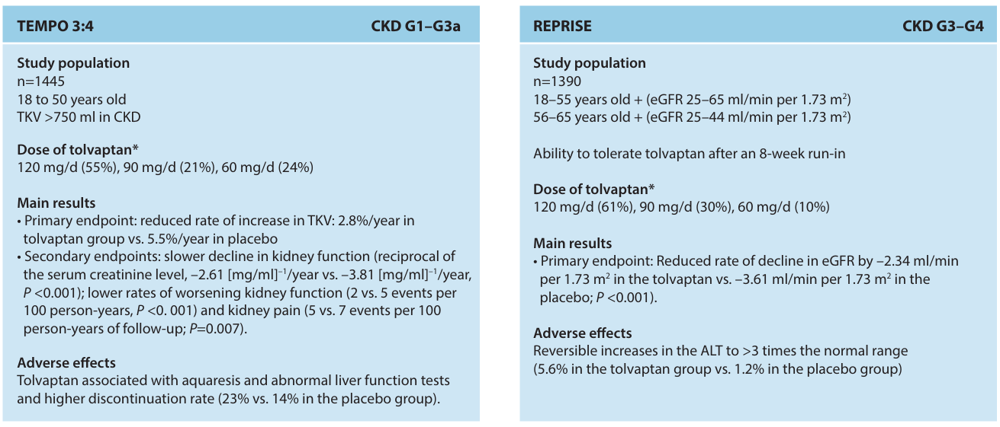 TEMPO 3:4 CKD G1–G3a
Study population
n=1445
18 to 50 years old
TKV >750 ml in CKD
Dose of tolvaptan*
120 mg/d (55%), 90 mg/d (21%), 60 mg/d (24%)
Main results
• Primary endpoint: reduced rate of increase in TKV: 2.8%/year in
tolvaptan group vs. 5.5%/year in placebo
• Secondary endpoints: slower decline in kidney function (reciprocal of
the serum creatinine level, –2.61 [mg/ml]⁻¹/year vs. –3.81 [mg/ml]⁻¹/year,
P <0.001); lower rates of worsening kidney function (2 vs. 5 events per
100 person-years, P <0. 001) and kidney pain (5 vs. 7 events per 100
person-years of follow-up; P=0.007).
Adverse effects
Tolvaptan associated with aquaresis and abnormal liver function tests
and higher discontinuation rate (23% vs. 14% in the placebo group).
REPRISE CKD G3–G4
Study population
n=1390
18–55 years old + (eGFR 25–65 ml/min per 1.73 m²)
56–65 years old + (eGFR 25–44 ml/min per 1.73 m²)
Ability to tolerate tolvaptan after an 8-week run-in
Dose of tolvaptan*
120 mg/d (61%), 90 mg/d (30%), 60 mg/d (10%)
Main results
• Primary endpoint: Reduced rate of decline in eGFR by –2.34 ml/min
per 1.73 m² in the tolvaptan vs. –3.61 ml/min per 1.73 m² in the
placebo; P <0.001).
Adverse effects
Reversible increases in the ALT to >3 times the normal range
(5.6% in the tolvaptan group vs. 1.2% in the placebo group)